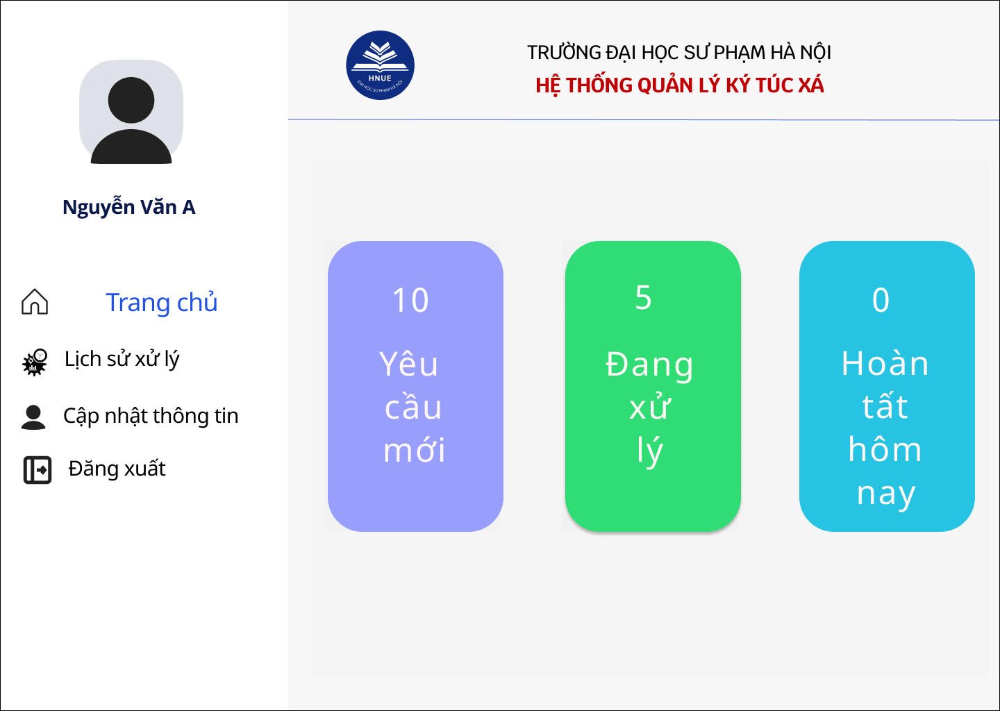 HNUE
ĐẠI HỌC SƯ PHẠM HÀ NỘI
TRƯỜNG ĐẠI HỌC SƯ PHẠM HÀ NỘI
HỆ THỐNG QUẢN LÝ KÝ TÚC XÁ
Nguyễn Văn A
Trang chủ
Lịch sử xử lý
Cập nhật thông tin
Đăng xuất
10
Yêu
cầu
mới
5
Đang
xử
lý
0
Hoàn
tất
hôm
nay